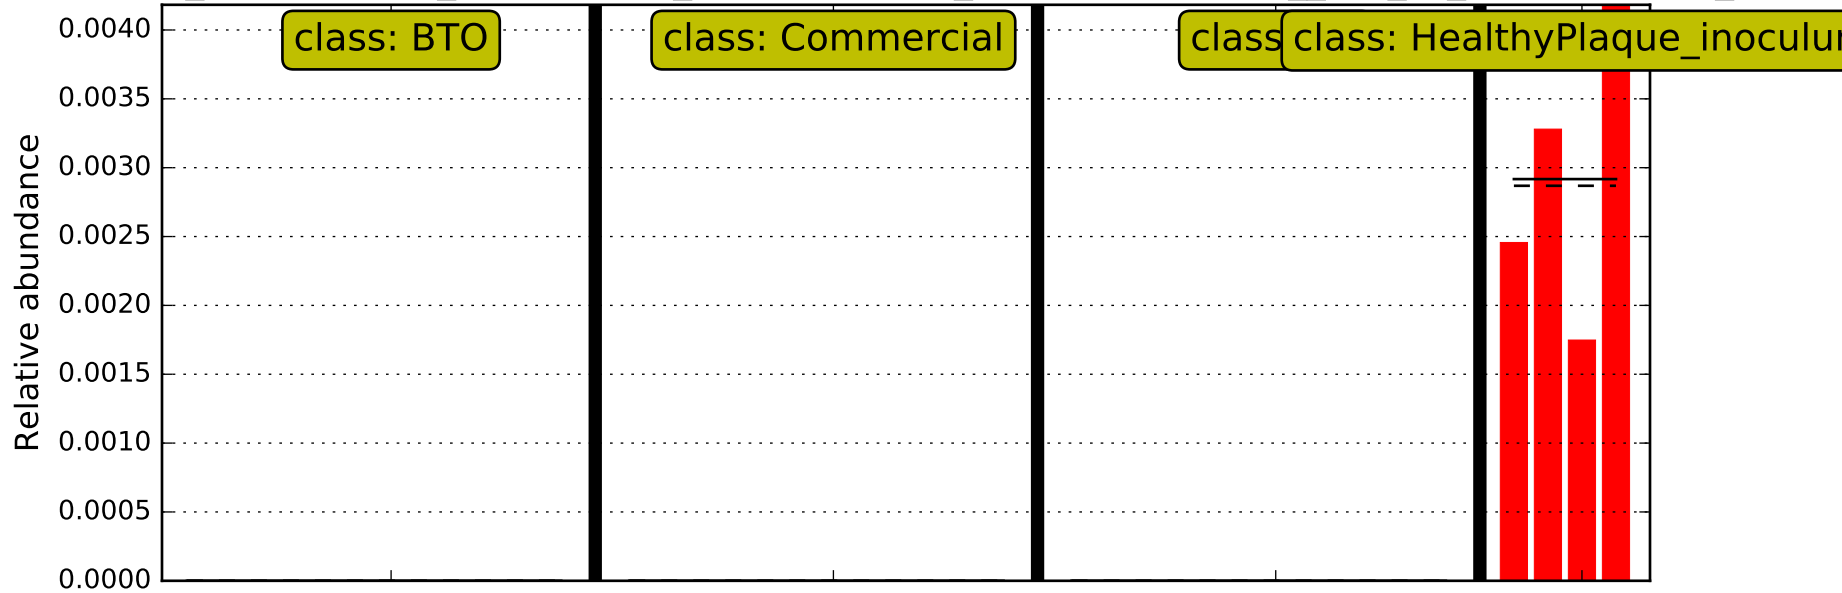 0.0040
0.0035
0.0030
0.0025
0.0020
0.0015
0.0010
0.0005
0.0000
Relative abundance
class: BTO
class: Commercial
class
class: HealthyPlaque_inoculu